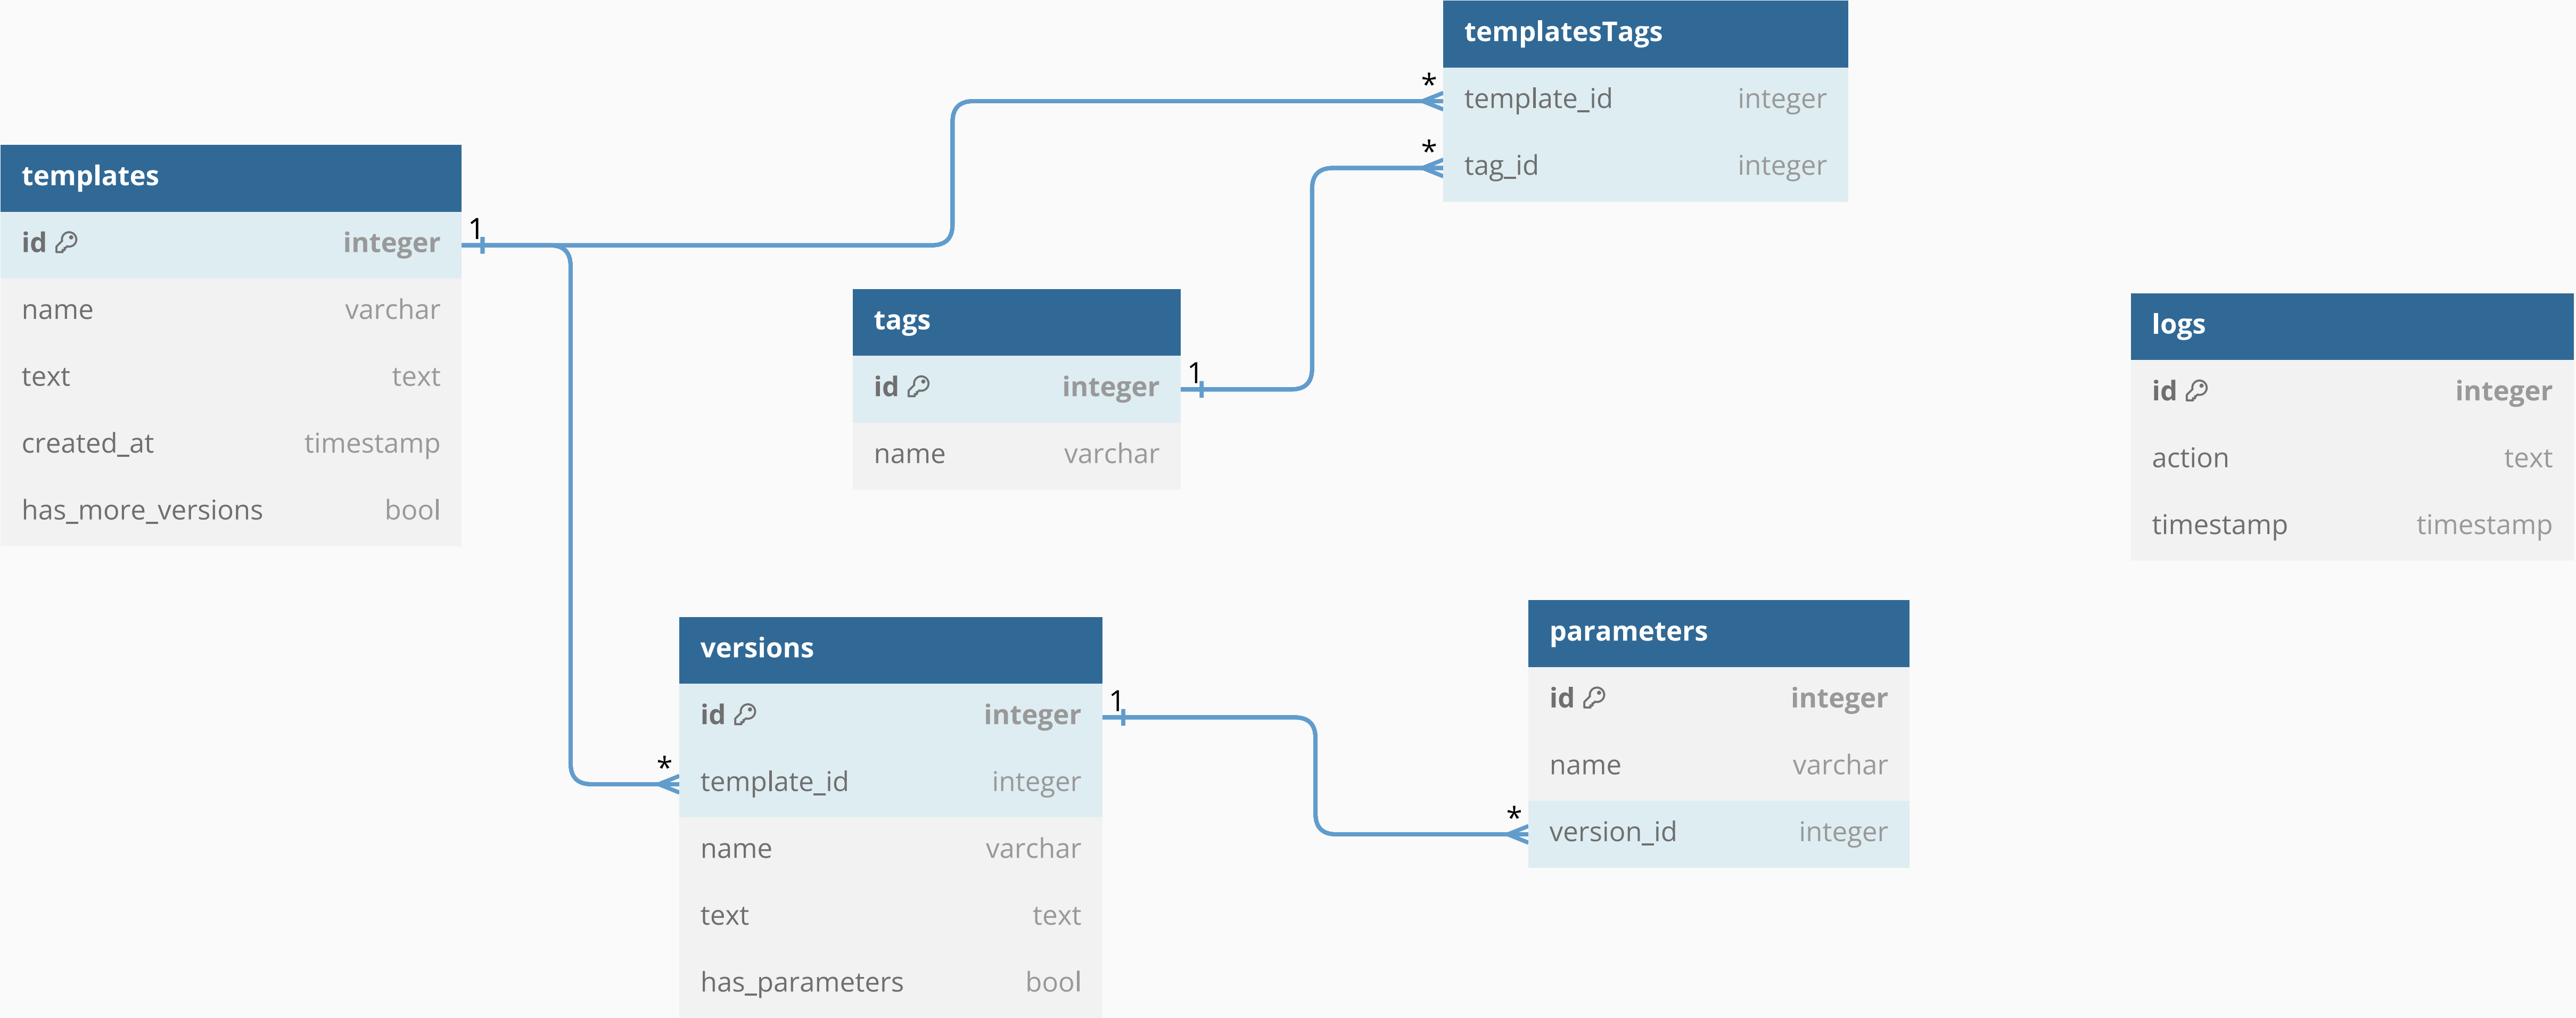 templatesTags
* template_id integer
* tag_id integer
templates
id integer 1
name varchar
text text
created_at timestamp
has_more_versions bool
tags
id integer 1
name varchar
logs
id integer
action text
timestamp timestamp
versions
id integer 1
* template_id integer
name varchar
text text
has_parameters bool
parameters
id integer
name varchar
* version_id integer